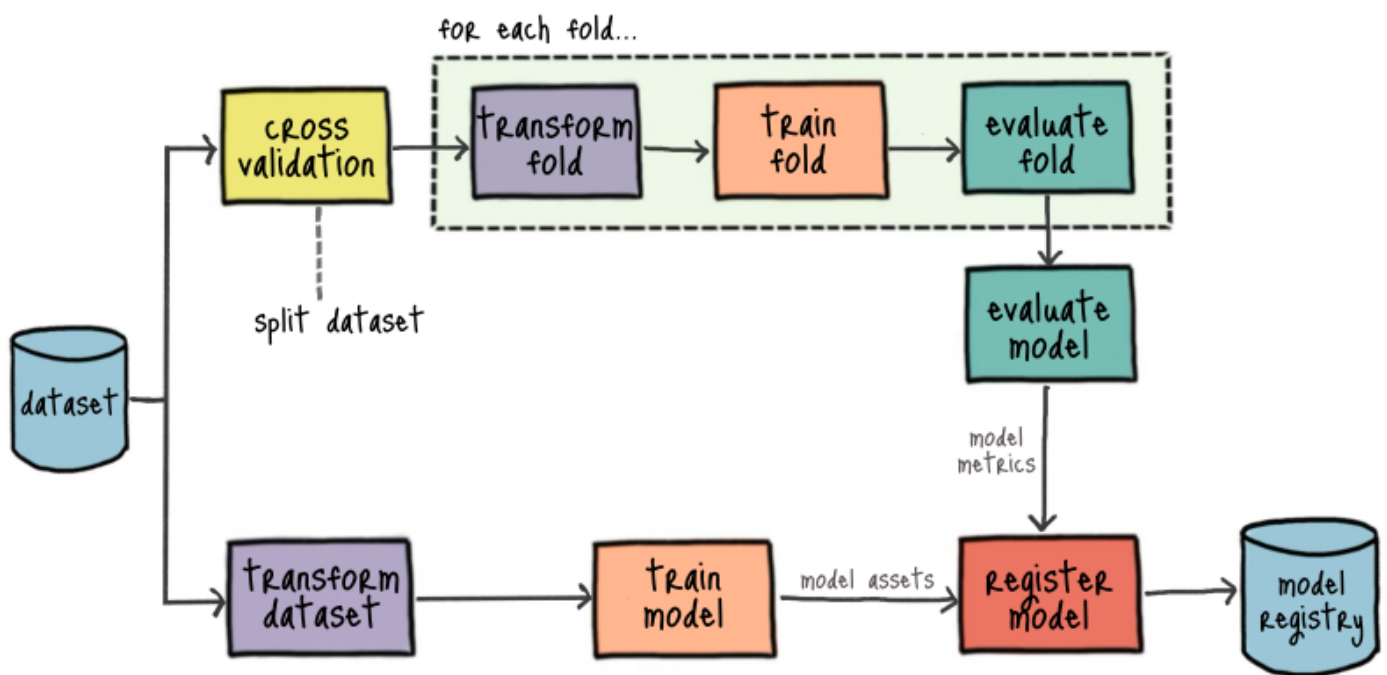 for each fold...
cross
validation
transform
fold
train
fold
evaluate
fold
split dataset
evaluate
model
dataset
model
metrics
transform
dataset
train
model
model assets
register
model
model
registry